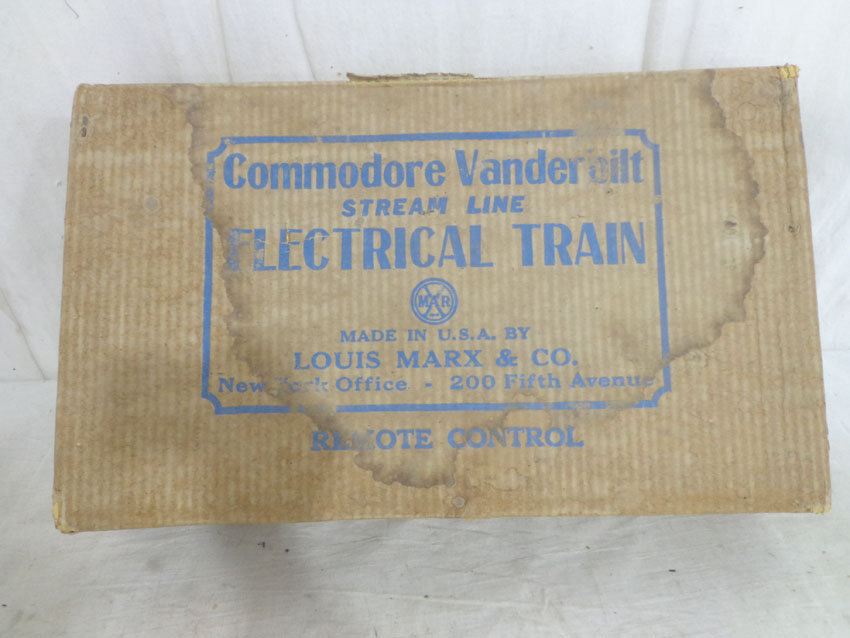 Commodore Vanderbilt
STREAM LINE
ELECTRICAL TRAIN
MAR
MADE IN U.S.A. BY
LOUIS MARX & CO.
New York Office - 200 Fifth Avenue
REMOTE CONTROL